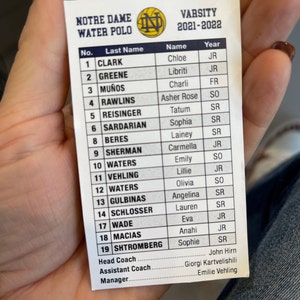 NOTRE DAME VARSITY
WATER POLO 2021-2022
No. Last Name Name Year
1 CLARK Chloe JR
2 GREENE Libriti JR
3 MUÑOS Charli FR
4 RAWLINS Asher Rose SO
5 REISINGER Tatum SR
6 SARDARIAN Sophia SR
8 BERES Lainey SR
9 SHERMAN Carmella JR
10 WATERS Emily SO
11 VEHLING Lillie JR
12 WATERS Olivia SO
13 GULBINAS Angelina SR
14 SCHLOSSER Lauren SR
17 WADE Eva JR
18 MACIAS Anahi JR
19 SHTROMBERG Sophie SR
Head Coach John Hirn
Assistant Coach Giorgi Kartvelishili
Manager Emilie Vehling